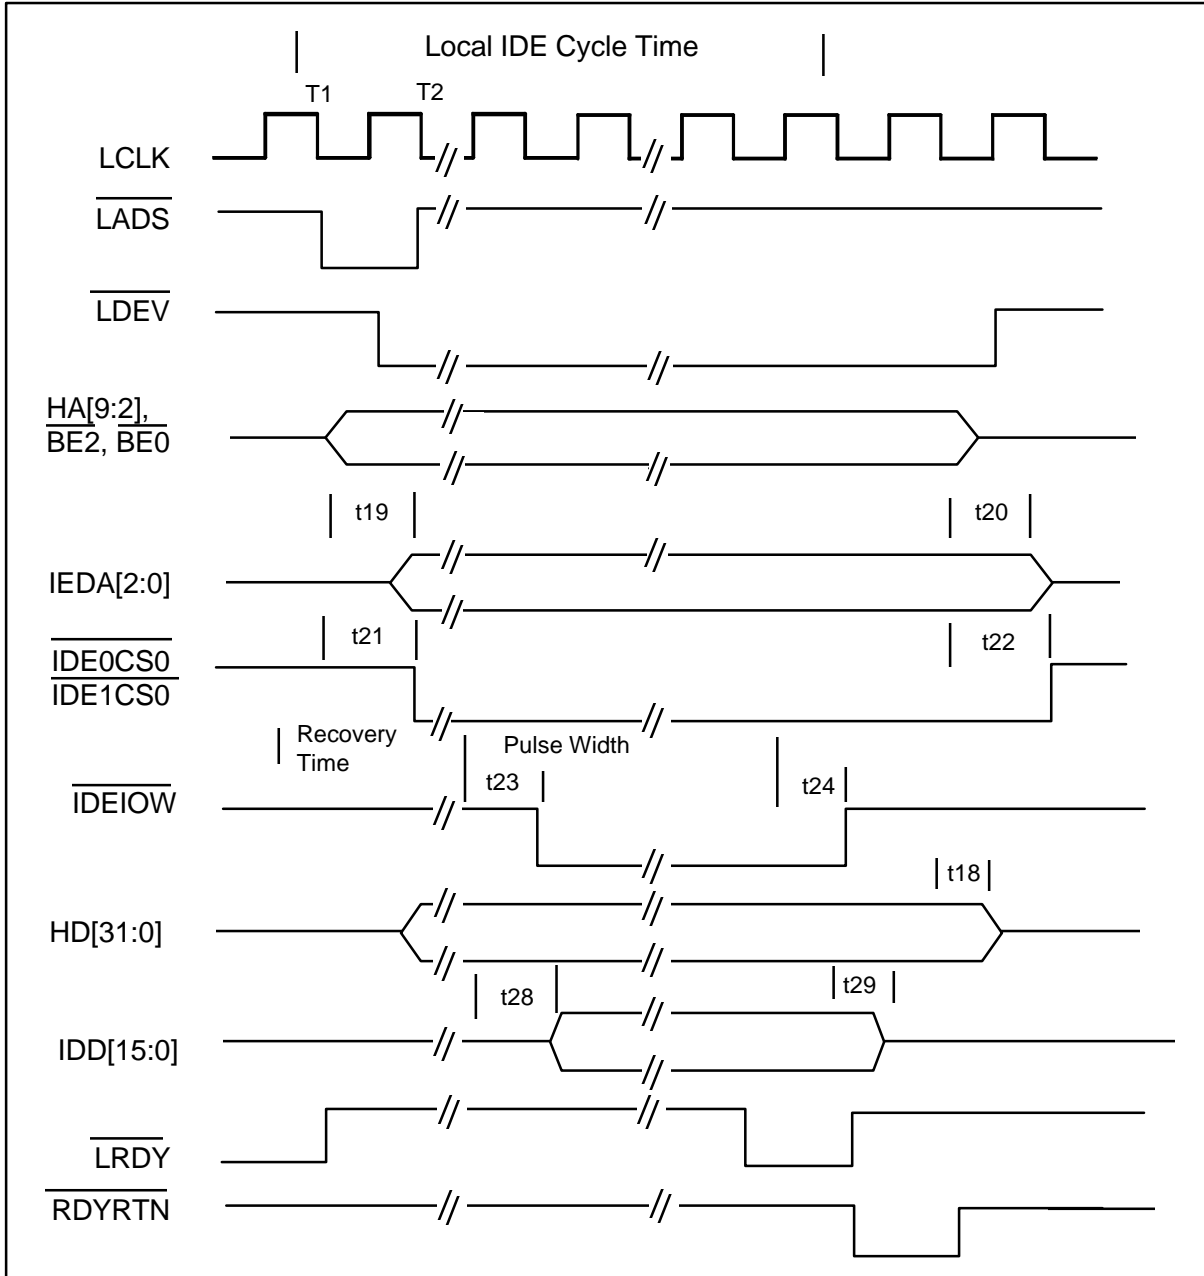 Local IDE Cycle Time
T1
T2
LCLK
LADS
LDEV
HA[9:2],
BE2, BE0
t19
t20
IEDA[2:0]
t21
t22
IDE0CS0
IDE1CS0
Recovery
Time
Pulse Width
t23
t24
IDEIOW
t18
HD[31:0]
t28
t29
IDD[15:0]
LRDY
RDYRTN